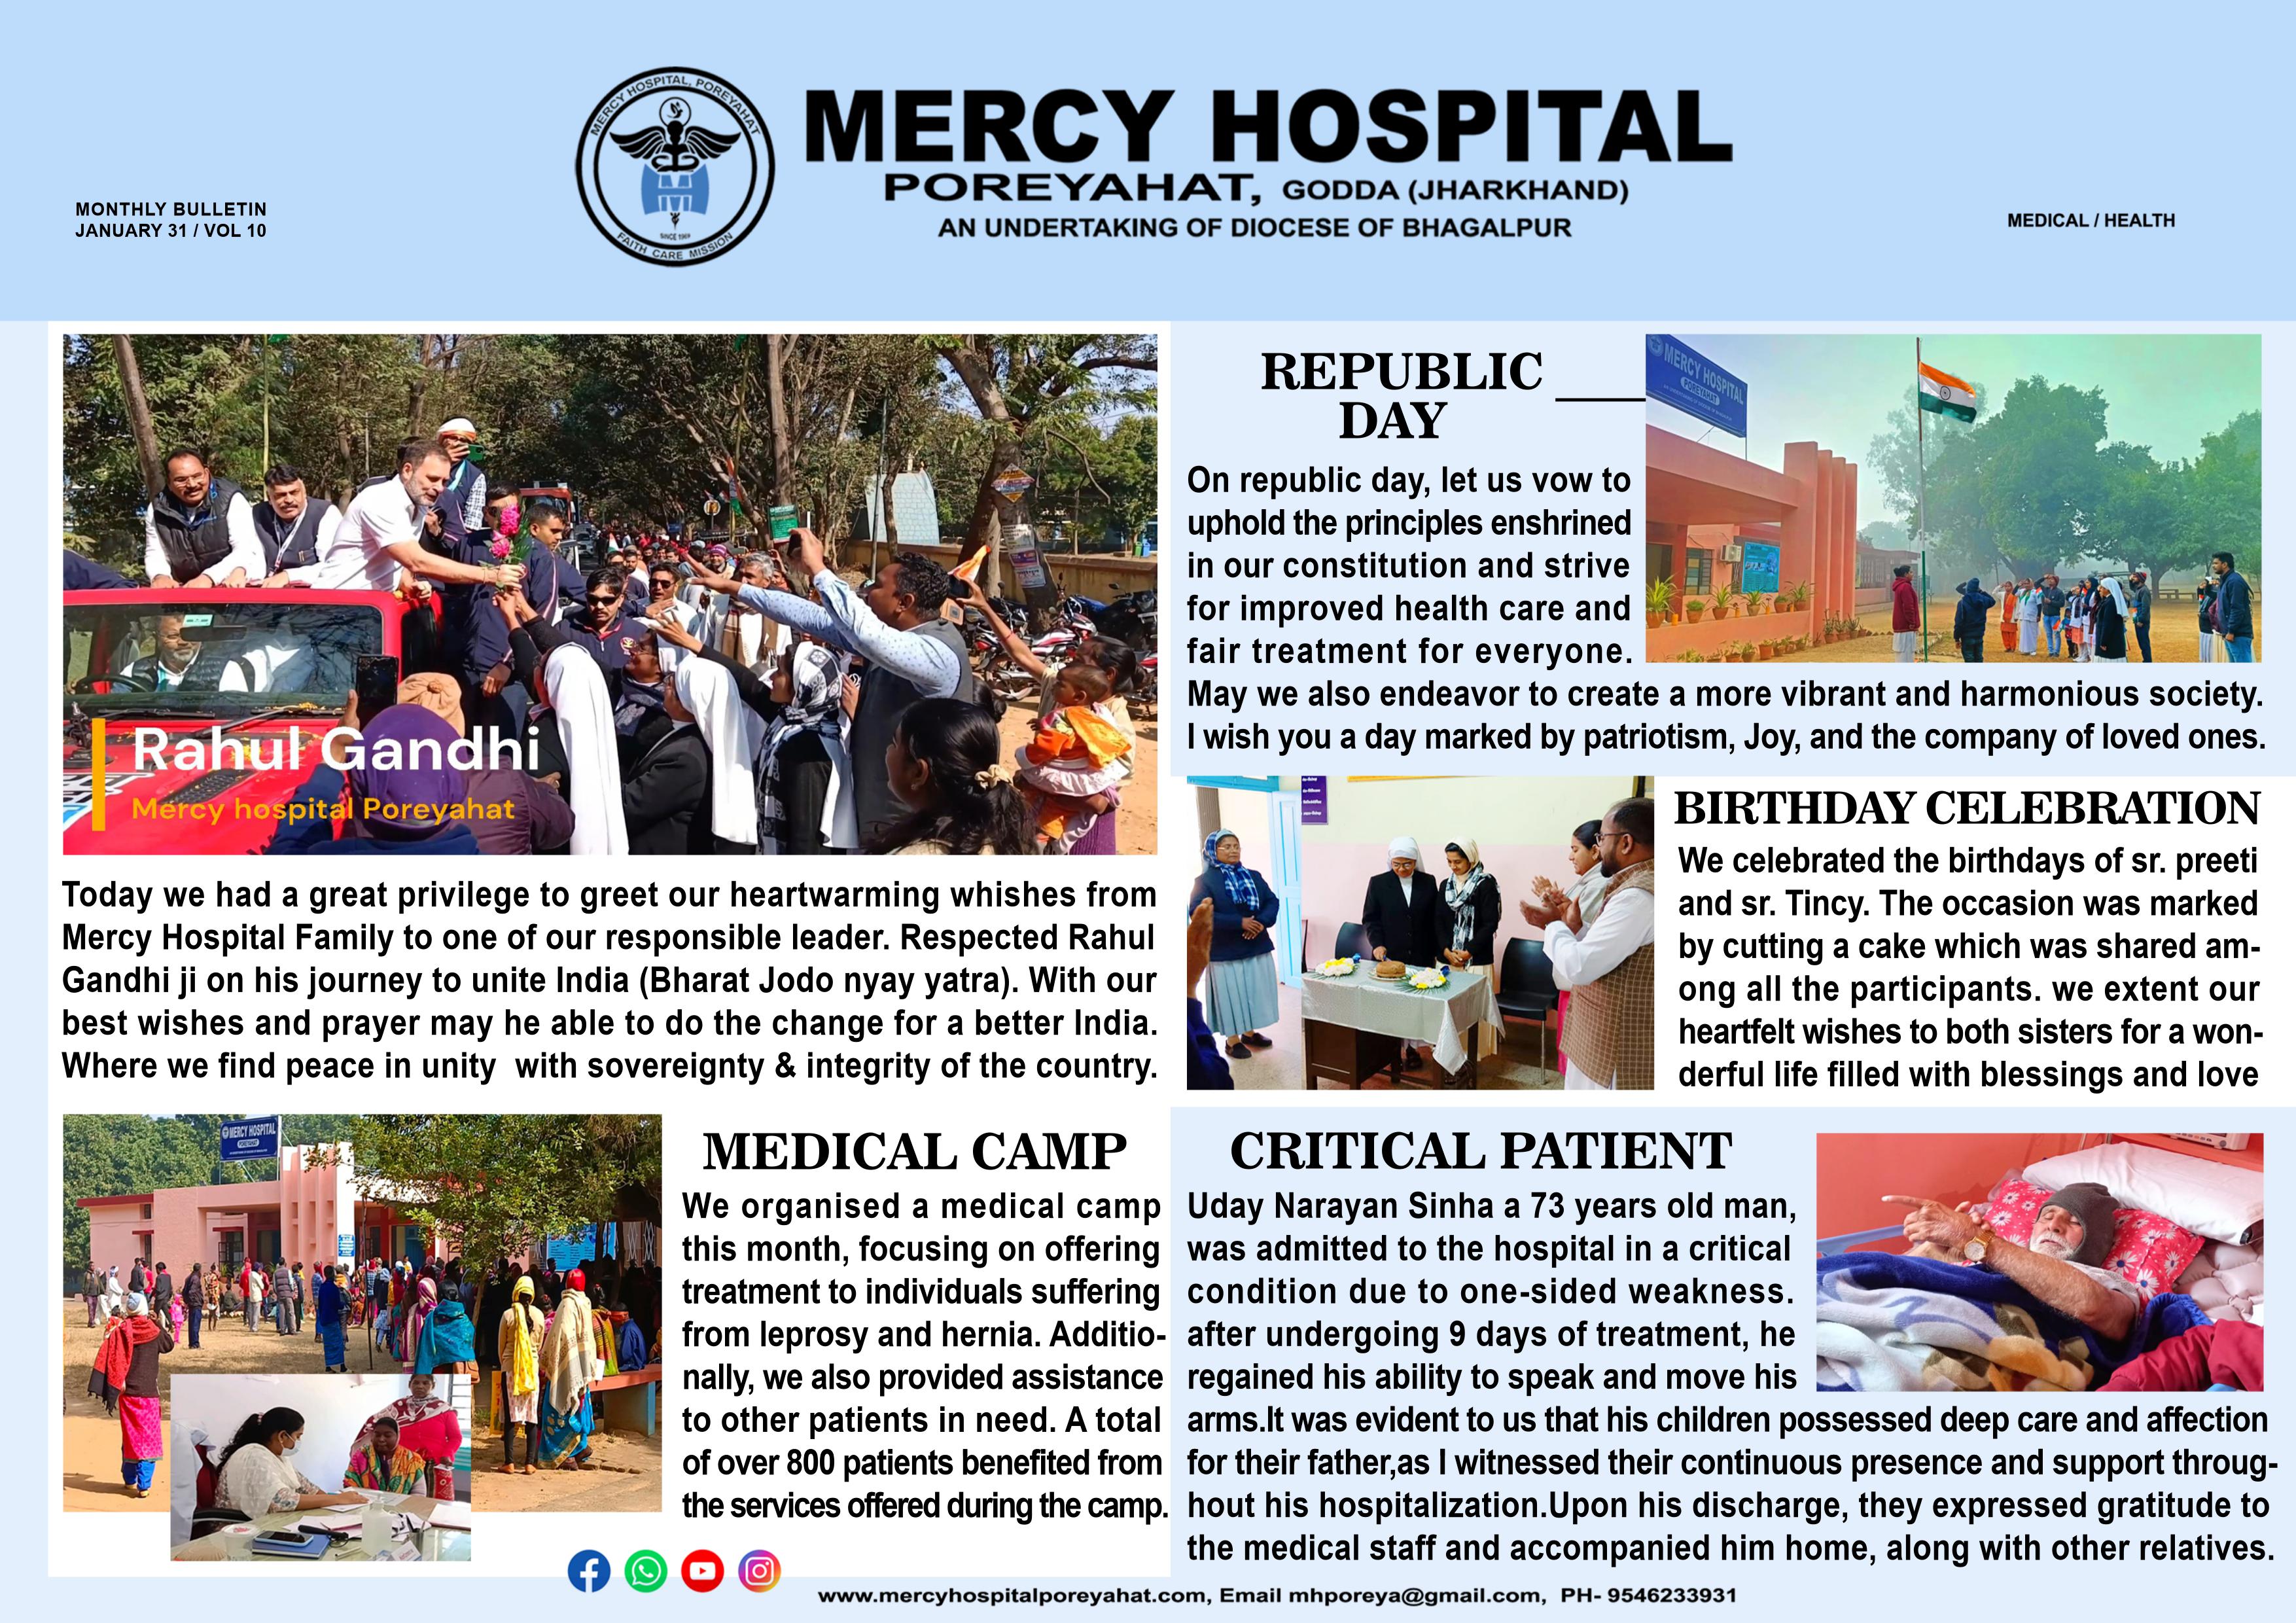 MONTHLY BULLETIN
JANUARY 31 / VOL 10
MERCY HOSPITAL, POREYAHAT
SINCE 1969
FAITH CARE MISSION
MERCY HOSPITAL
POREYAHAT, GODDA (JHARKHAND)
AN UNDERTAKING OF DIOCESE OF BHAGALPUR
MEDICAL / HEALTH
Rahul Gandhi
Mercy hospital Poreyahat
Today we had a great privilege to greet our heartwarming whishes from
Mercy Hospital Family to one of our responsible leader. Respected Rahul
Gandhi ji on his journey to unite India (Bharat Jodo nyay yatra). With our
best wishes and prayer may he able to do the change for a better India.
Where we find peace in unity with sovereignty & integrity of the country.
MERCY HOSPITAL
POREYAHAT
MEDICAL CAMP
We organised a medical camp
this month, focusing on offering
treatment to individuals suffering
from leprosy and hernia. Additio-
nally, we also provided assistance
to other patients in need. A total
of over 800 patients benefited from
the services offered during the camp.
REPUBLIC
DAY
MERCY HOSPITAL
POREYAHAT
On republic day, let us vow to
uphold the principles enshrined
in our constitution and strive
for improved health care and
fair treatment for everyone.
May we also endeavor to create a more vibrant and harmonious society.
I wish you a day marked by patriotism, Joy, and the company of loved ones.
BIRTHDAY CELEBRATION
We celebrated the birthdays of sr. preeti
and sr. Tincy. The occasion was marked
by cutting a cake which was shared am-
ong all the participants. we extent our
heartfelt wishes to both sisters for a won-
derful life filled with blessings and love
CRITICAL PATIENT
Uday Narayan Sinha a 73 years old man,
was admitted to the hospital in a critical
condition due to one-sided weakness.
after undergoing 9 days of treatment, he
regained his ability to speak and move his
arms.It was evident to us that his children possessed deep care and affection
for their father,as I witnessed their continuous presence and support throug-
hout his hospitalization.Upon his discharge, they expressed gratitude to
the medical staff and accompanied him home, along with other relatives.
www.mercyhospitalporeyahat.com, Email mhporeya@gmail.com, PH- 9546233931